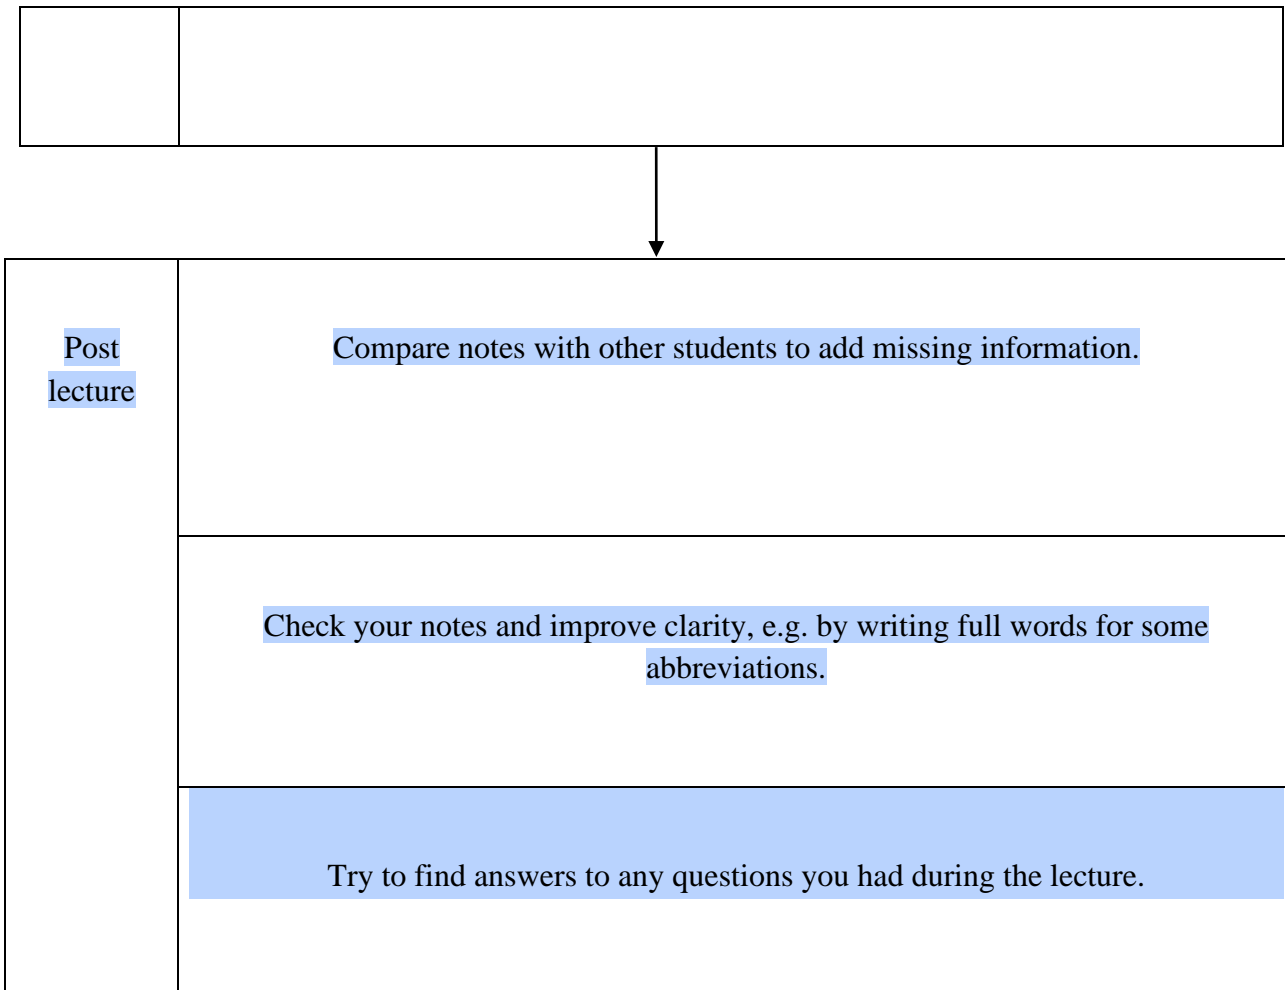 Post
lecture
Compare notes with other students to add missing information.
Check your notes and improve clarity, e.g. by writing full words for some
abbreviations.
Try to find answers to any questions you had during the lecture.